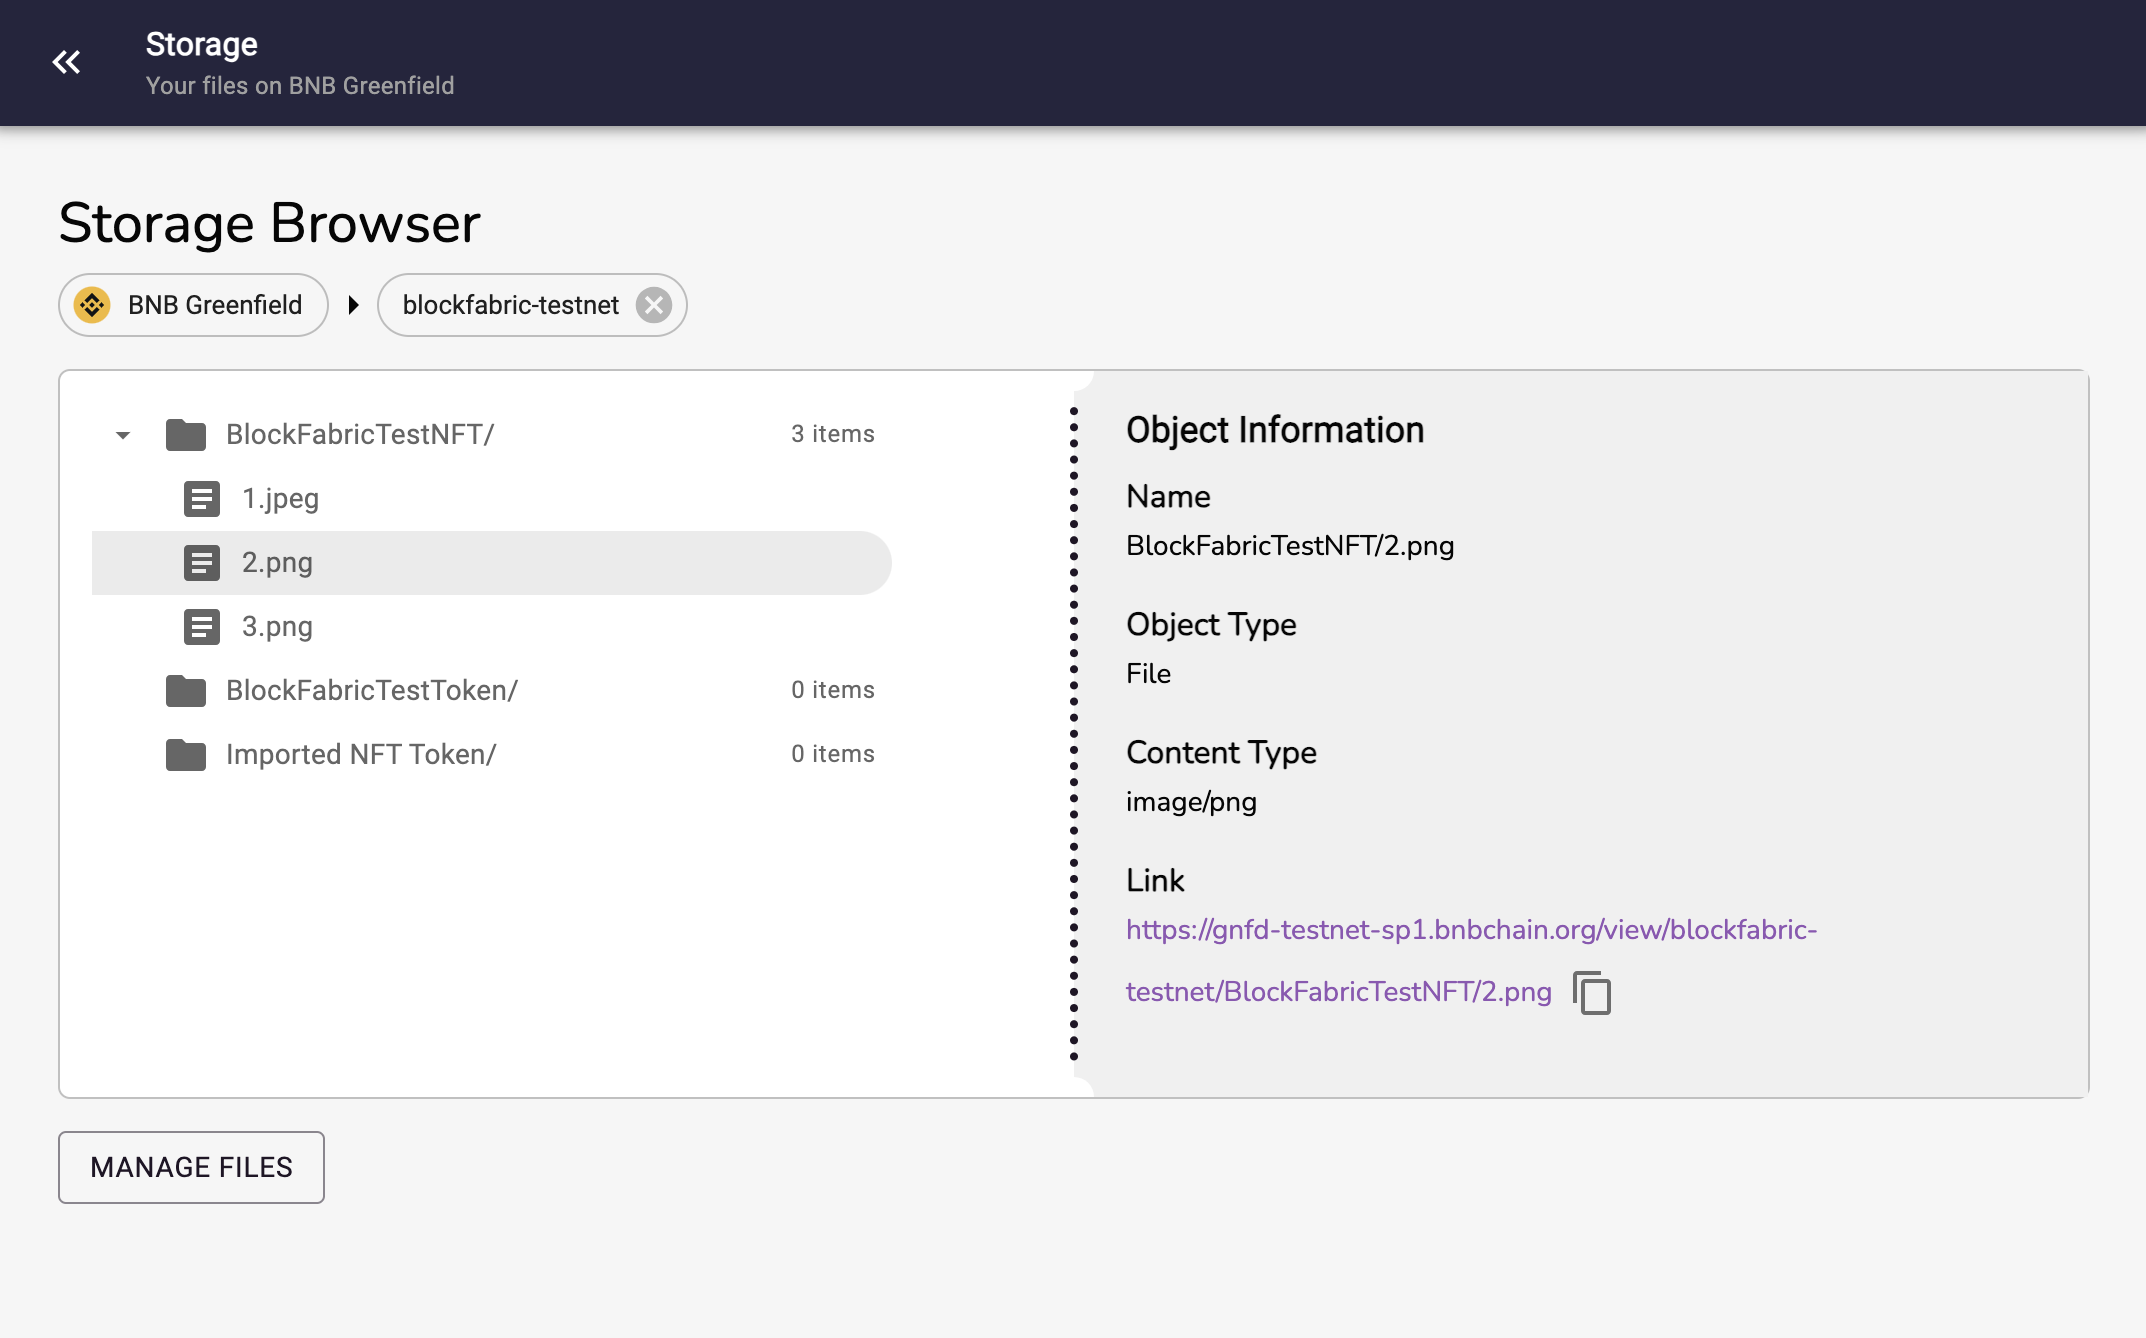 Storage
Your files on BNB Greenfield
Storage Browser
BNB Greenfield
blockfabric-testnet
BlockFabricTestNFT/ 3 items
1.jpeg
2.png
3.png
BlockFabricTestToken/ 0 items
Imported NFT Token/ 0 items
Object Information
Name
BlockFabricTestNFT/2.png
Object Type
File
Content Type
image/png
Link
https://gnfd-testnet-sp1.bnbchain.org/view/blockfabric-
testnet/BlockFabricTestNFT/2.png
MANAGE FILES